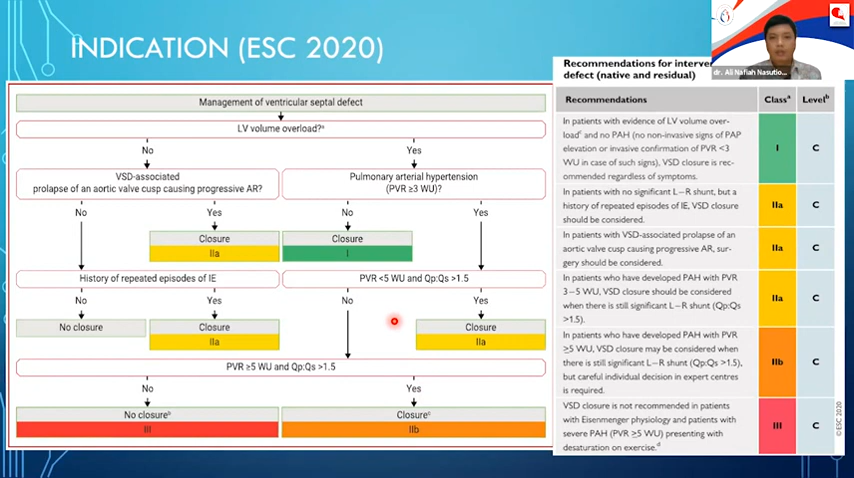 INDICATION (ESC 2020)
dr. Ali Nafiah Nasutio...
Management of ventricular septal defect
LV volume overload?ᵃ
No
Yes
VSD-associated
prolapse of an aortic valve cusp causing progressive AR?
Pulmonary arterial hypertension
(PVR ≥3 WU)?
No
Yes
No
Yes
Closure
IIa
Closure
I
History of repeated episodes of IE
PVR <5 WU and Qp:Qs >1.5
No
Yes
No
Yes
No closure
Closure
IIa
Closure
IIa
PVR ≥5 WU and Qp:Qs >1.5
No
Yes
No closureᵇ
III
Closureᶜ
IIb
Recommendations for interve
defect (native and residual)
Recommendations
Classᵃ
Levelᵇ
In patients with evidence of LV volume over-
loadᶜ and no PAH (no non-invasive signs of PAP
elevation or invasive confirmation of PVR <3
WU in case of such signs), VSD closure is rec-
ommended regardless of symptoms.
I
C
In patients with no significant L–R shunt, but a
history of repeated episodes of IE, VSD closure
should be considered.
IIa
C
In patients with VSD-associated prolapse of an
aortic valve cusp causing progressive AR, sur-
gery should be considered.
IIa
C
In patients who have developed PAH with PVR
3–5 WU, VSD closure should be considered
when there is still significant L–R shunt (Qp:Qs
>1.5).
IIa
C
In patients who have developed PAH with PVR
≥5 WU, VSD closure may be considered when
there is still significant L–R shunt (Qp:Qs >1.5),
but careful individual decision in expert centres
is required.
IIb
C
VSD closure is not recommended in patients
with Eisenmenger physiology and patients with
severe PAH (PVR ≥5 WU) presenting with
desaturation on exercise.ᵈ
III
C
©ESC 2020